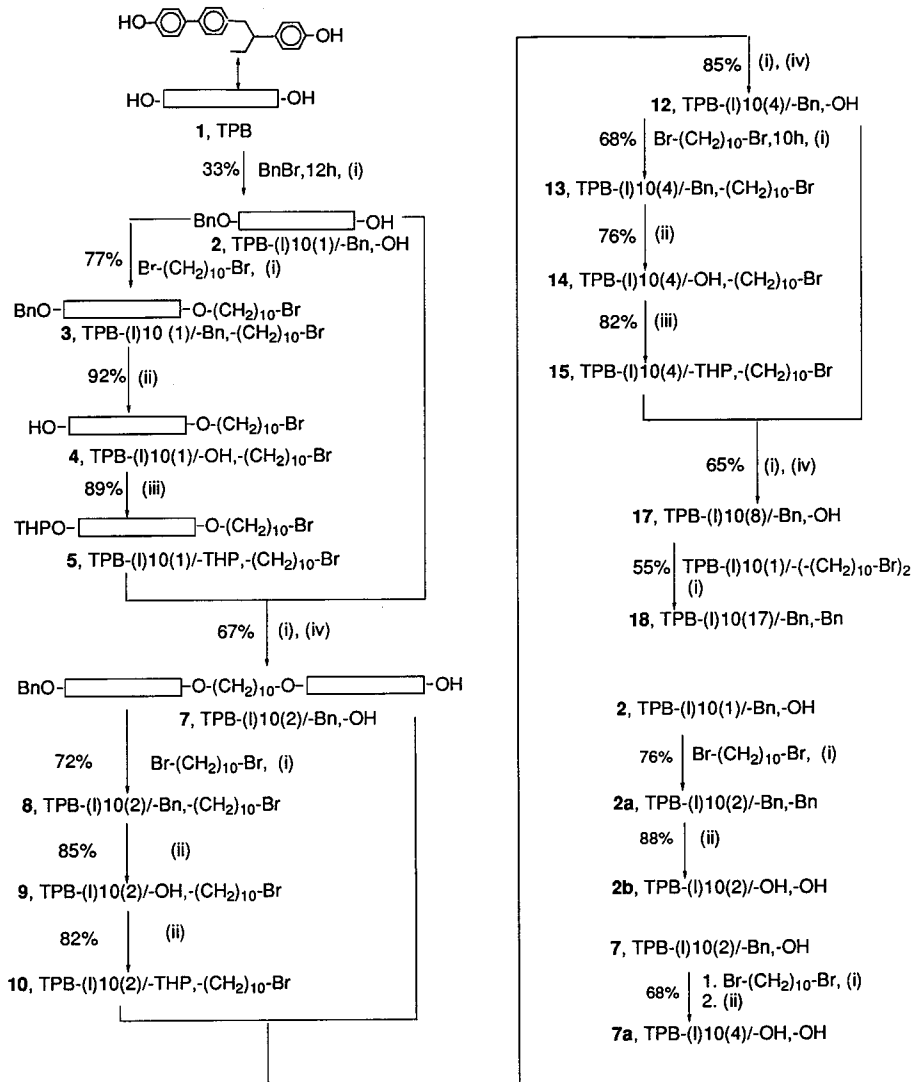 HO
OH
HO- -OH
1, TPB
33% BnBr,12h, (i)
BnO- -OH
2, TPB-(I)10(1)/-Bn,-OH
77% Br-(CH2)10-Br, (i)
BnO- -O-(CH2)10-Br
3, TPB-(I)10 (1)/-Bn,-(CH2)10-Br
92% (ii)
HO- -O-(CH2)10-Br
4, TPB-(I)10(1)/-OH,-(CH2)10-Br
89% (iii)
THPO- -O-(CH2)10-Br
5, TPB-(I)10(1)/-THP,-(CH2)10-Br
67% (i), (iv)
BnO- -O-(CH2)10-O- -OH
7, TPB-(I)10(2)/-Bn,-OH
72% Br-(CH2)10-Br, (i)
8, TPB-(I)10(2)/-Bn,-(CH2)10-Br
85% (ii)
9, TPB-(I)10(2)/-OH,-(CH2)10-Br
82% (ii)
10, TPB-(I)10(2)/-THP,-(CH2)10-Br
85% (i), (iv)
12, TPB-(I)10(4)/-Bn,-OH
68% Br-(CH2)10-Br,10h, (i)
13, TPB-(I)10(4)/-Bn,-(CH2)10-Br
76% (ii)
14, TPB-(I)10(4)/-OH,-(CH2)10-Br
82% (iii)
15, TPB-(I)10(4)/-THP,-(CH2)10-Br
65% (i), (iv)
17, TPB-(I)10(8)/-Bn,-OH
55% TPB-(I)10(1)/-(-(CH2)10-Br)2
(i)
18, TPB-(I)10(17)/-Bn,-Bn
2, TPB-(I)10(1)/-Bn,-OH
76% Br-(CH2)10-Br, (i)
2a, TPB-(I)10(2)/-Bn,-Bn
88% (ii)
2b, TPB-(I)10(2)/-OH,-OH
7, TPB-(I)10(2)/-Bn,-OH
68% 1. Br-(CH2)10-Br, (i)
2. (ii)
7a, TPB-(I)10(4)/-OH,-OH